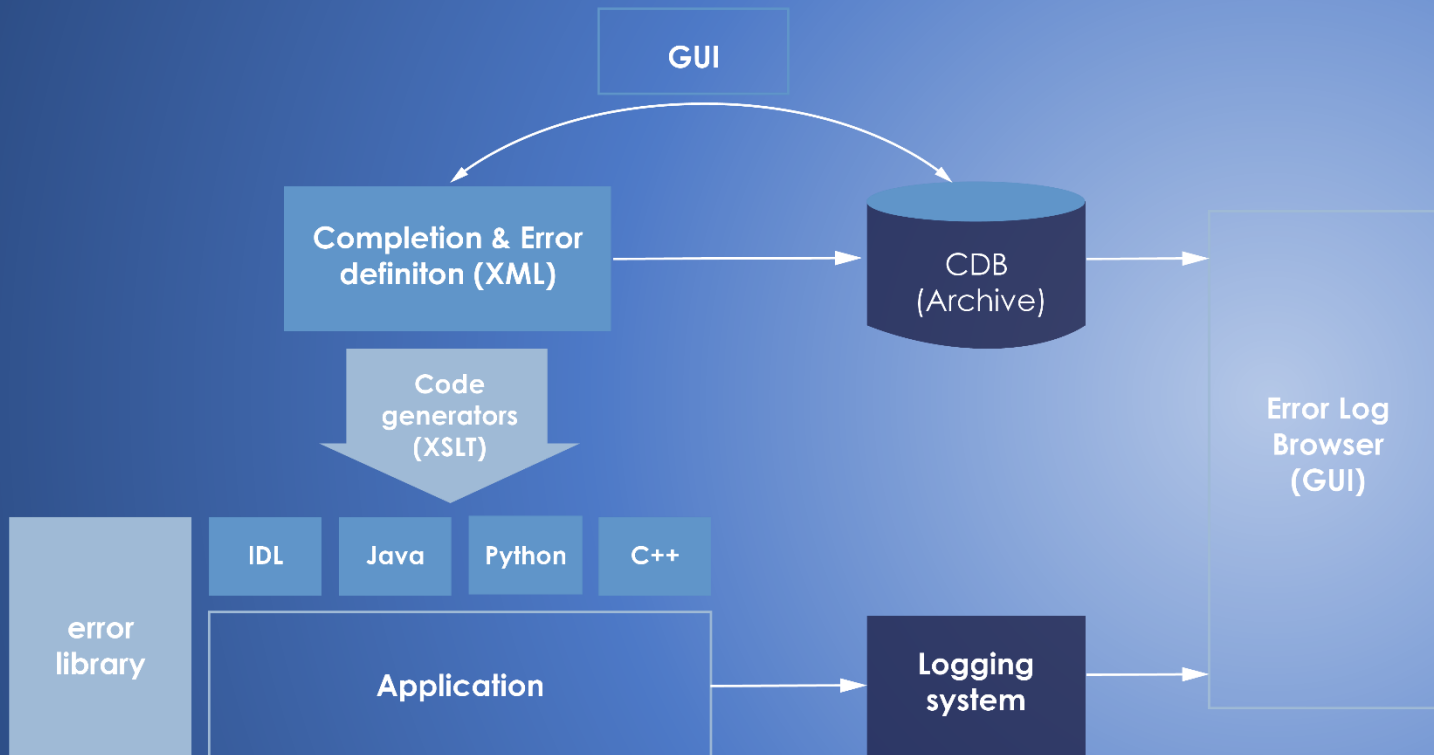 GUI
Completion & Error
definiton (XML)
CDB
(Archive)
Code
generators
(XSLT)
Error Log
Browser
(GUI)
IDL
Java
Python
C++
error
library
Application
Logging
system